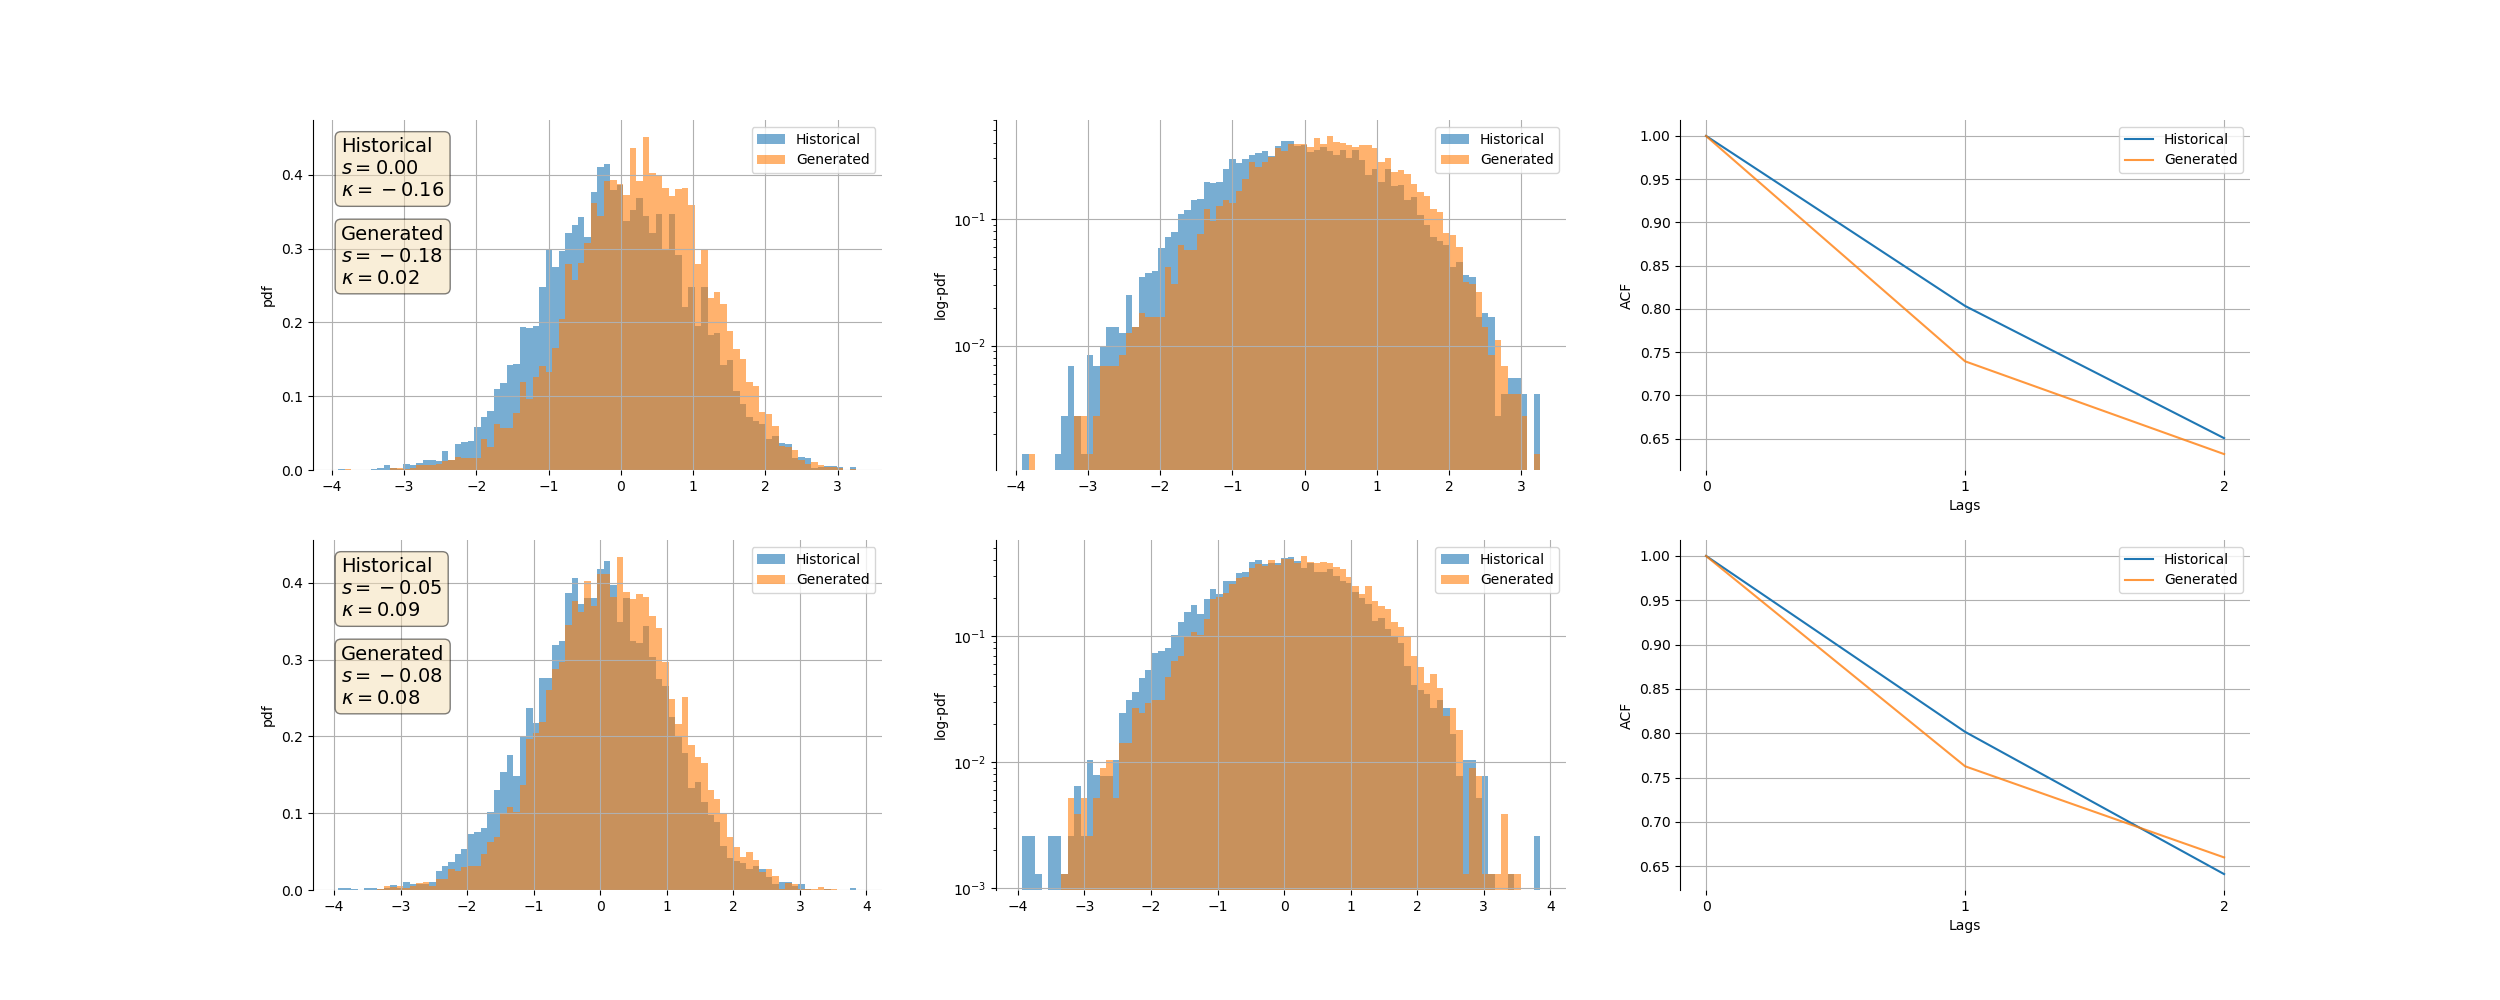 Historical
s = 0.00
κ = −0.16
Generated
s = −0.18
κ = 0.02
Historical
Generated
0.4
0.3
0.2
0.1
0.0
pdf
−4 −3 −2 −1 0 1 2 3
Historical
Generated
10⁻¹
10⁻²
log-pdf
−4 −3 −2 −1 0 1 2 3
Historical
Generated
1.00
0.95
0.90
0.85
0.80
0.75
0.70
0.65
ACF
0 1 2
Lags
Historical
s = −0.05
κ = 0.09
Generated
s = −0.08
κ = 0.08
Historical
Generated
0.4
0.3
0.2
0.1
0.0
pdf
−4 −3 −2 −1 0 1 2 3 4
Historical
Generated
10⁻¹
10⁻²
10⁻³
log-pdf
−4 −3 −2 −1 0 1 2 3 4
Historical
Generated
1.00
0.95
0.90
0.85
0.80
0.75
0.70
0.65
ACF
0 1 2
Lags